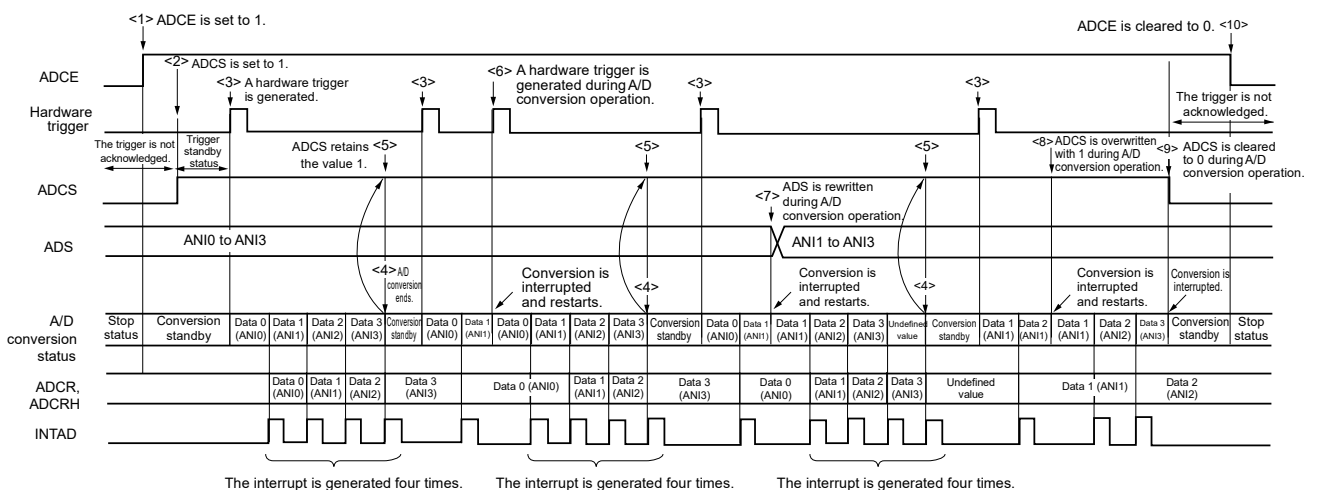 <1> ADCE is set to 1.
ADCE is cleared to 0. <10>
<2> ADCS is set to 1.
<3> A hardware trigger
is generated.
<3>
<6> A hardware trigger is
generated during A/D
conversion operation.
<3>
<3>
ADCE
The trigger is not
acknowledged.
Hardware
trigger
The trigger is not
acknowledged.
Trigger
standby
status
ADCS retains
the value 1.
<5>
<5>
<5>
<8> ADCS is overwritten
with 1 during A/D
conversion operation.
<9> ADCS is cleared
to 0 during A/D
conversion operation.
ADCS
<7> ADS is rewritten
during A/D
conversion operation.
ADS
ANI0 to ANI3
ANI1 to ANI3
<4> A/D
conversion
ends.
Conversion is
interrupted
and restarts.
<4>
Conversion is
interrupted
and restarts.
<4>
Conversion is
interrupted
and restarts.
Conversion is
interrupted.
A/D
conversion
status
Stop
status
Conversion
standby
Data 0
(ANI0)
Data 1
(ANI1)
Data 2
(ANI2)
Data 3
(ANI3)
Conversion
standby
Data 0
(ANI0)
Data 1
(ANI1)
Data 0
(ANI0)
Data 1
(ANI1)
Data 2
(ANI2)
Data 3
(ANI3)
Conversion
standby
Data 0
(ANI0)
Data 1
(ANI1)
Data 1
(ANI1)
Data 2
(ANI2)
Data 3
(ANI3)
Undefined
value
Conversion
standby
Data 1
(ANI1)
Data 2
(ANI1)
Data 1
(ANI1)
Data 2
(ANI2)
Data 3
(ANI3)
Conversion
standby
Stop
status
ADCR,
ADCRH
Data 0
(ANI0)
Data 1
(ANI1)
Data 2
(ANI2)
Data 3
(ANI3)
Data 0 (ANI0)
Data 1
(ANI1)
Data 2
(ANI2)
Data 3
(ANI3)
Data 0
(ANI0)
Data 1
(ANI1)
Data 2
(ANI2)
Data 3
(ANI3)
Undefined
value
Data 1 (ANI1)
Data 2
(ANI2)
INTAD
The interrupt is generated four times.
The interrupt is generated four times.
The interrupt is generated four times.